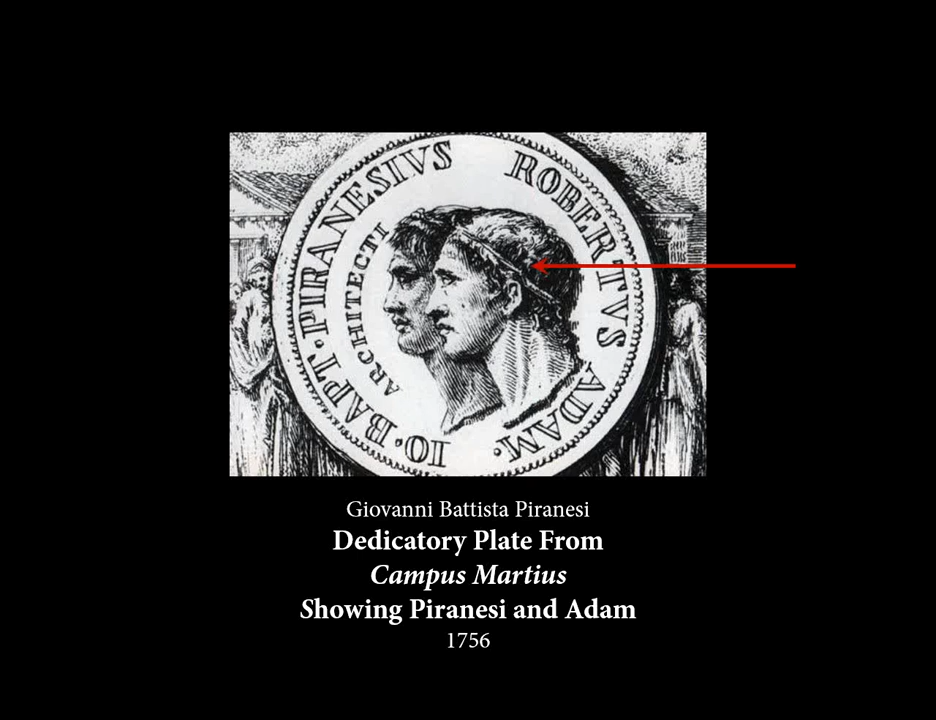 IO · BAPT · PIRANESIVS
ROBERTVS ADAM ·
ARCHITECTI
Giovanni Battista Piranesi
Dedicatory Plate From
Campus Martius
Showing Piranesi and Adam
1756